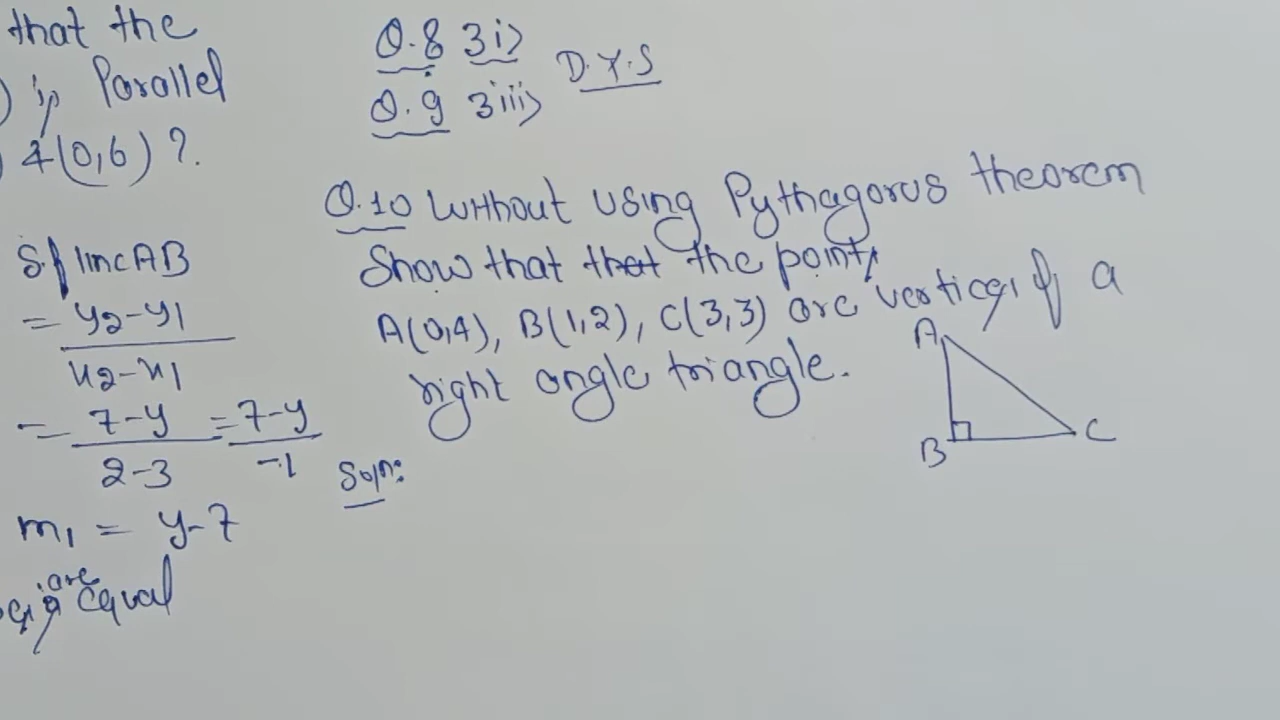 that the
is Parallel
(0,6) ?.
S of line AB
= y2-y1
x2-x1
= 7-y = 7-y
2-3 -1
m1 = y-7
are
equal
Q.8 3i>
Q.9 3iii> D.Y.S
Q.10 Without using Pythagorus theorem
Show that that the points
A(0,4), B(1,2), C(3,3) are vertices of a
right angle triangle.
Soln:
A
B
C